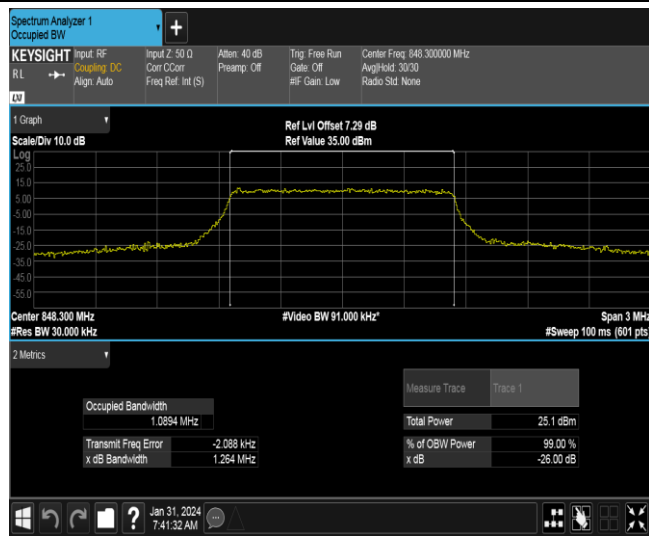 Spectrum Analyzer 1
Occupied BW
+
KEYSIGHT
RL
Input: RF
Coupling: DC
Align: Auto
Input Z: 50 Ω
Corr CCorr
Freq Ref: Int (S)
Atten: 40 dB
Preamp: Off
Trig: Free Run
Gate: Off
#IF Gain: Low
Center Freq: 848.300000 MHz
Avg|Hold: 30/30
Radio Std: None
LXI
1 Graph
Scale/Div 10.0 dB
Ref Lvl Offset 7.29 dB
Ref Value 35.00 dBm
Log
25.0
15.0
5.00
-5.00
-15.0
-25.0
-35.0
-45.0
-55.0
Center 848.300 MHz
#Res BW 30.000 kHz
#Video BW 91.000 kHz*
Span 3 MHz
#Sweep 100 ms (601 pts)
2 Metrics
Measure Trace Trace 1
Occupied Bandwidth
1.0894 MHz
Total Power 25.1 dBm
Transmit Freq Error -2.088 kHz
% of OBW Power 99.00 %
x dB Bandwidth 1.264 MHz
x dB -26.00 dB
?
Jan 31, 2024
7:41:32 AM